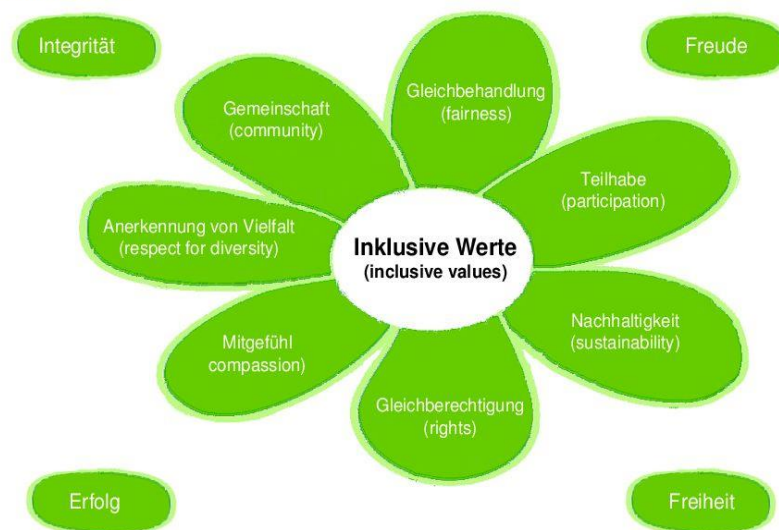 Integrität
Freude
Gemeinschaft
(community)
Gleichbehandlung
(fairness)
Teilhabe
(participation)
Anerkennung von Vielfalt
(respect for diversity)
Inklusive Werte
(inclusive values)
Mitgefühl
compassion)
Nachhaltigkeit
(sustainability)
Gleichberechtigung
(rights)
Erfolg
Freiheit